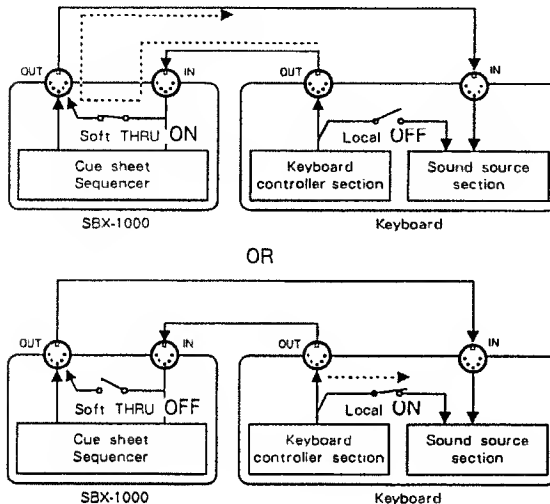 OUT IN OUT IN
Soft THRU ON Local OFF
Cue sheet
Sequencer
Keyboard
controller section
Sound source
section
SBX-1000 Keyboard
OR
OUT IN OUT IN
Soft THRU OFF Local ON
Cue sheet
Sequencer
Keyboard
controller section
Sound source
section
SBX-1000 Keyboard